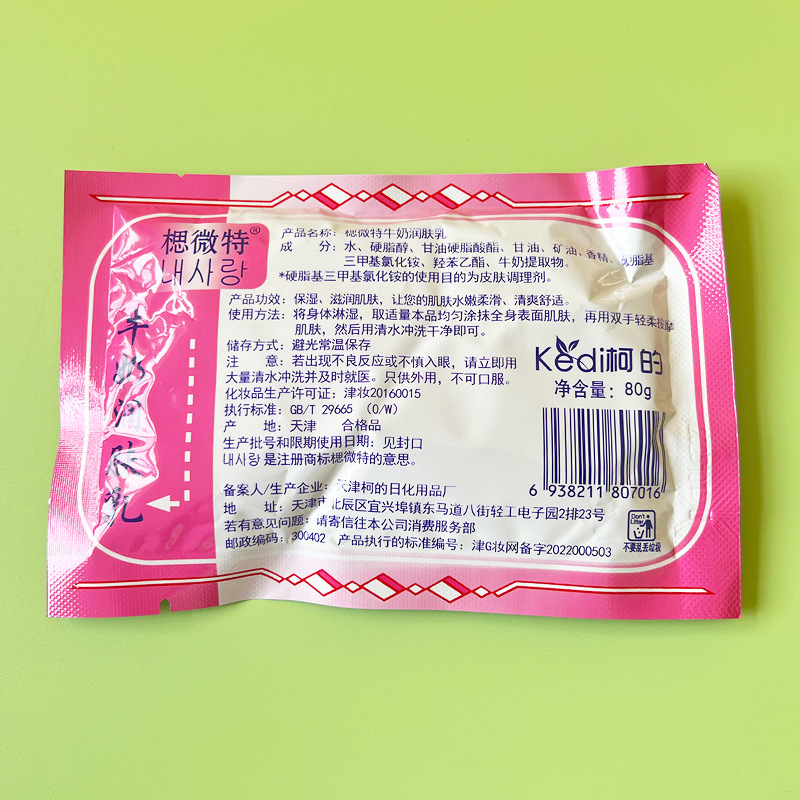 楒微特®
내사랑
牛奶润肤乳
产品名称：楒微特牛奶润肤乳
成 分：水、硬脂醇、甘油硬脂酸酯、甘油、矿油、香精、硬脂基
三甲基氯化铵、羟苯乙酯、牛奶提取物。
*硬脂基三甲基氯化铵的使用目的为皮肤调理剂。
产品功效：保湿、滋润肌肤，让您的肌肤水嫩柔滑、清爽舒适。
使用方法：将身体淋湿，取适量本品均匀涂抹全身表面肌肤，再用双手轻柔按摩
肌肤，然后用清水冲洗干净即可。
储存方式：避光常温保存
注 意：若出现不良反应或不慎入眼，请立即用
大量清水冲洗并及时就医。只供外用，不可口服。
化妆品生产许可证：津妆20160015
执行标准：GB/T 29665 （O/W）
产 地：天津 合格品
生产批号和限期使用日期：见封口
내사랑是注册商标楒微特的意思。
Kedi柯的
净含量：80g
6 938211 807016
备案人/生产企业：天津柯的日化用品厂
地 址：天津市北辰区宜兴埠镇东马道八街轻工电子园2排23号
若有意见问题：请寄信往本公司消费服务部
邮政编码：300402 产品执行的标准编号：津G妆网备字2022000503
Don't Litter
不要乱丢垃圾